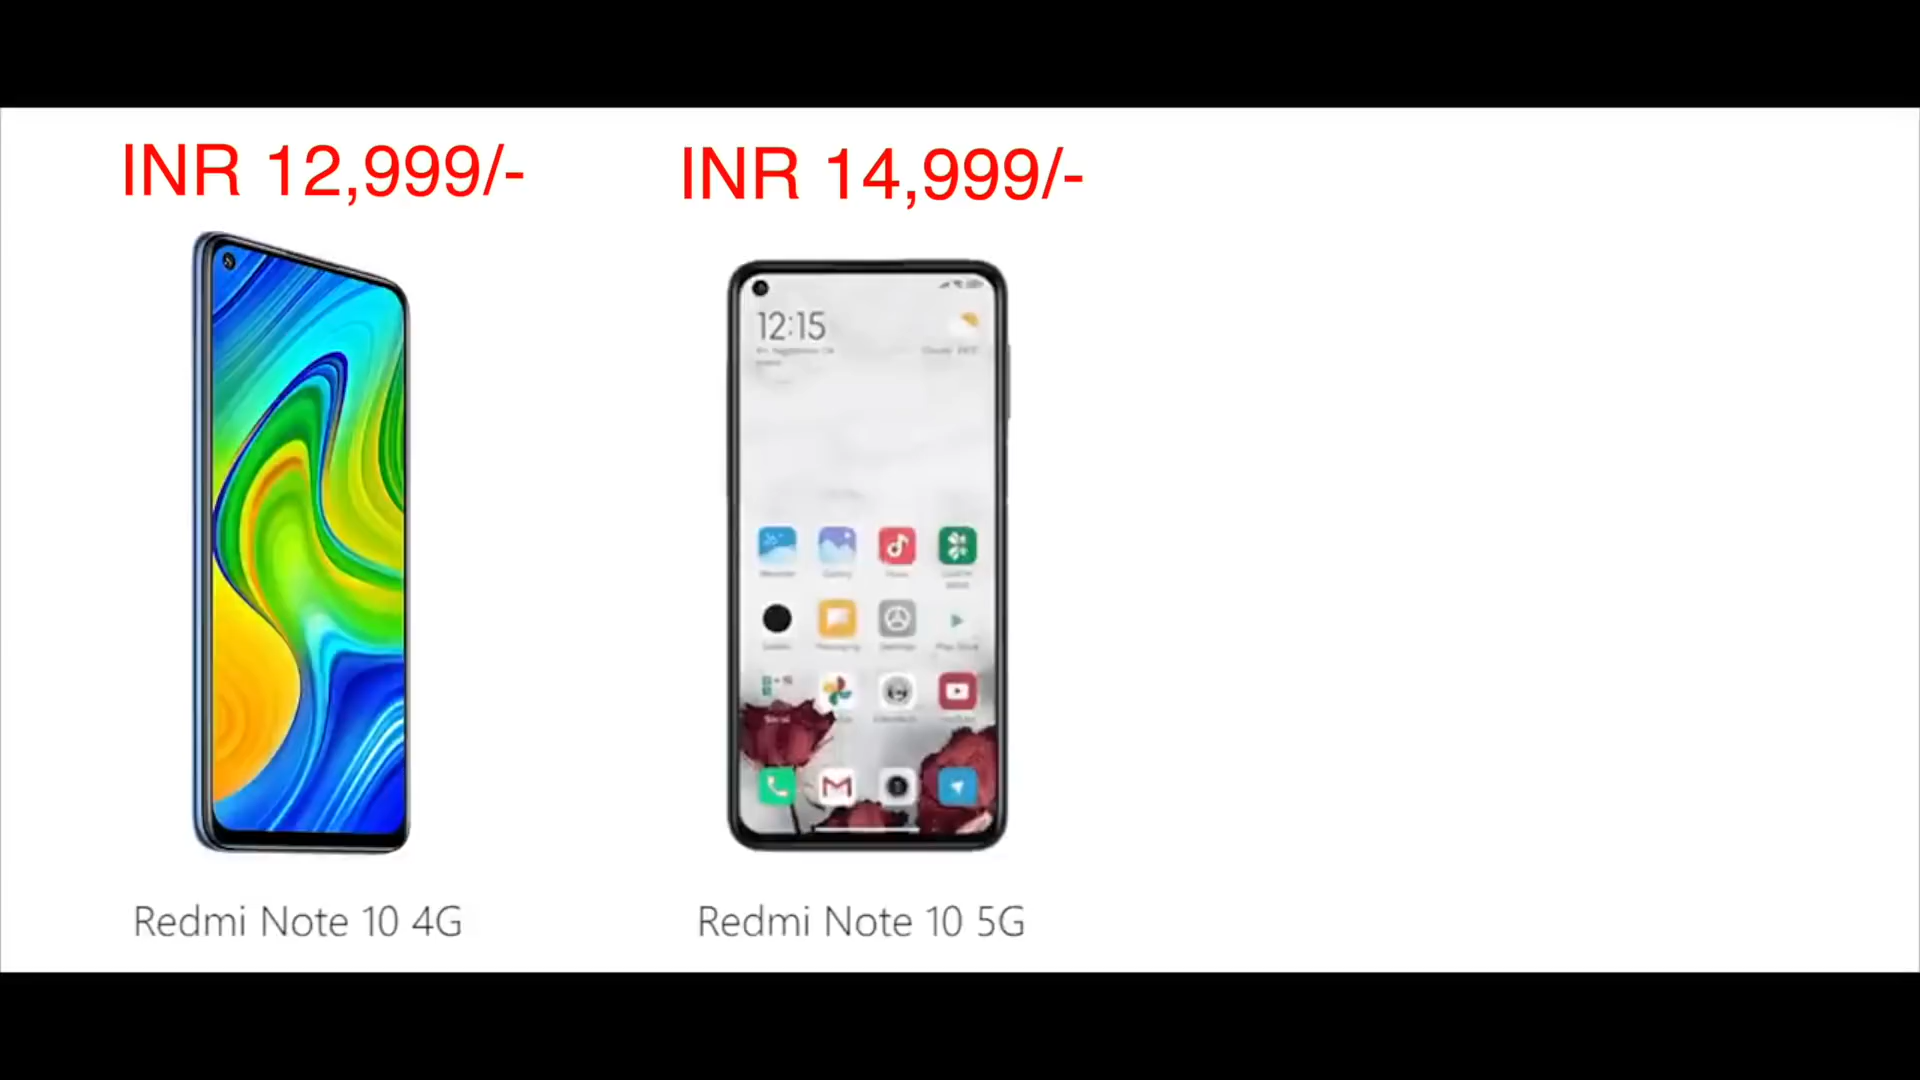 INR 12,999/-
INR 14,999/-
12:15
Redmi Note 10 4G
Redmi Note 10 5G